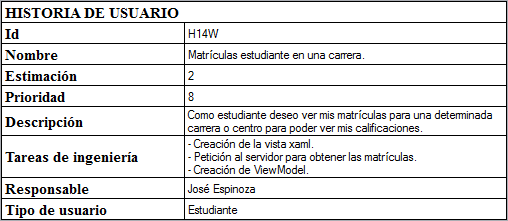 HISTORIA DE USUARIO
Id H14W
Nombre Matrículas estudiante en una carrera.
Estimación 2
Prioridad 8
Descripción Como estudiante deseo ver mis matrículas para una determinada
carrera o centro para poder ver mis calificaciones.
Tareas de ingeniería - Creación de la vista xaml.
- Petición al servidor para obtener las matrículas.
- Creación de ViewModel.
Responsable José Espinoza
Tipo de usuario Estudiante